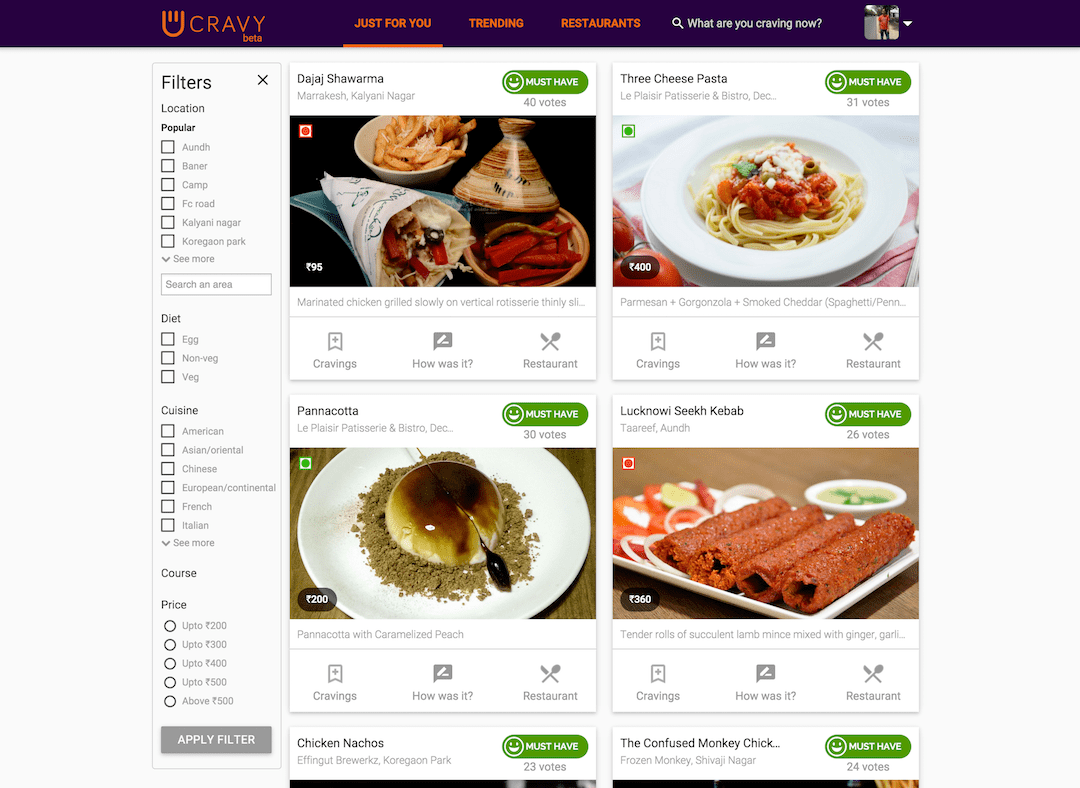 CRAVY
beta
JUST FOR YOU
TRENDING
RESTAURANTS
What are you craving now?
Filters
Location
Popular
Aundh
Baner
Camp
Fc road
Kalyani nagar
Koregaon park
See more
Search an area
Diet
Egg
Non-veg
Veg
Cuisine
American
Asian/oriental
Chinese
European/continental
French
Italian
See more
Course
Price
Upto ₹200
Upto ₹300
Upto ₹400
Upto ₹500
Above ₹500
APPLY FILTER
Dajaj Shawarma
Marrakesh, Kalyani Nagar
MUST HAVE
40 votes
₹95
Marinated chicken grilled slowly on vertical rotisserie thinly sli...
Cravings
How was it?
Restaurant
Three Cheese Pasta
Le Plaisir Patisserie & Bistro, Dec...
MUST HAVE
31 votes
₹400
Parmesan + Gorgonzola + Smoked Cheddar (Spaghetti/Penn...
Cravings
How was it?
Restaurant
Pannacotta
Le Plaisir Patisserie & Bistro, Dec...
MUST HAVE
30 votes
₹200
Pannacotta with Caramelized Peach
Cravings
How was it?
Restaurant
Lucknowi Seekh Kebab
Taareef, Aundh
MUST HAVE
26 votes
₹360
Tender rolls of succulent lamb mince mixed with ginger, garli...
Cravings
How was it?
Restaurant
Chicken Nachos
Effingut Brewerkz, Koregaon Park
MUST HAVE
23 votes
The Confused Monkey Chick...
Frozen Monkey, Shivaji Nagar
MUST HAVE
24 votes